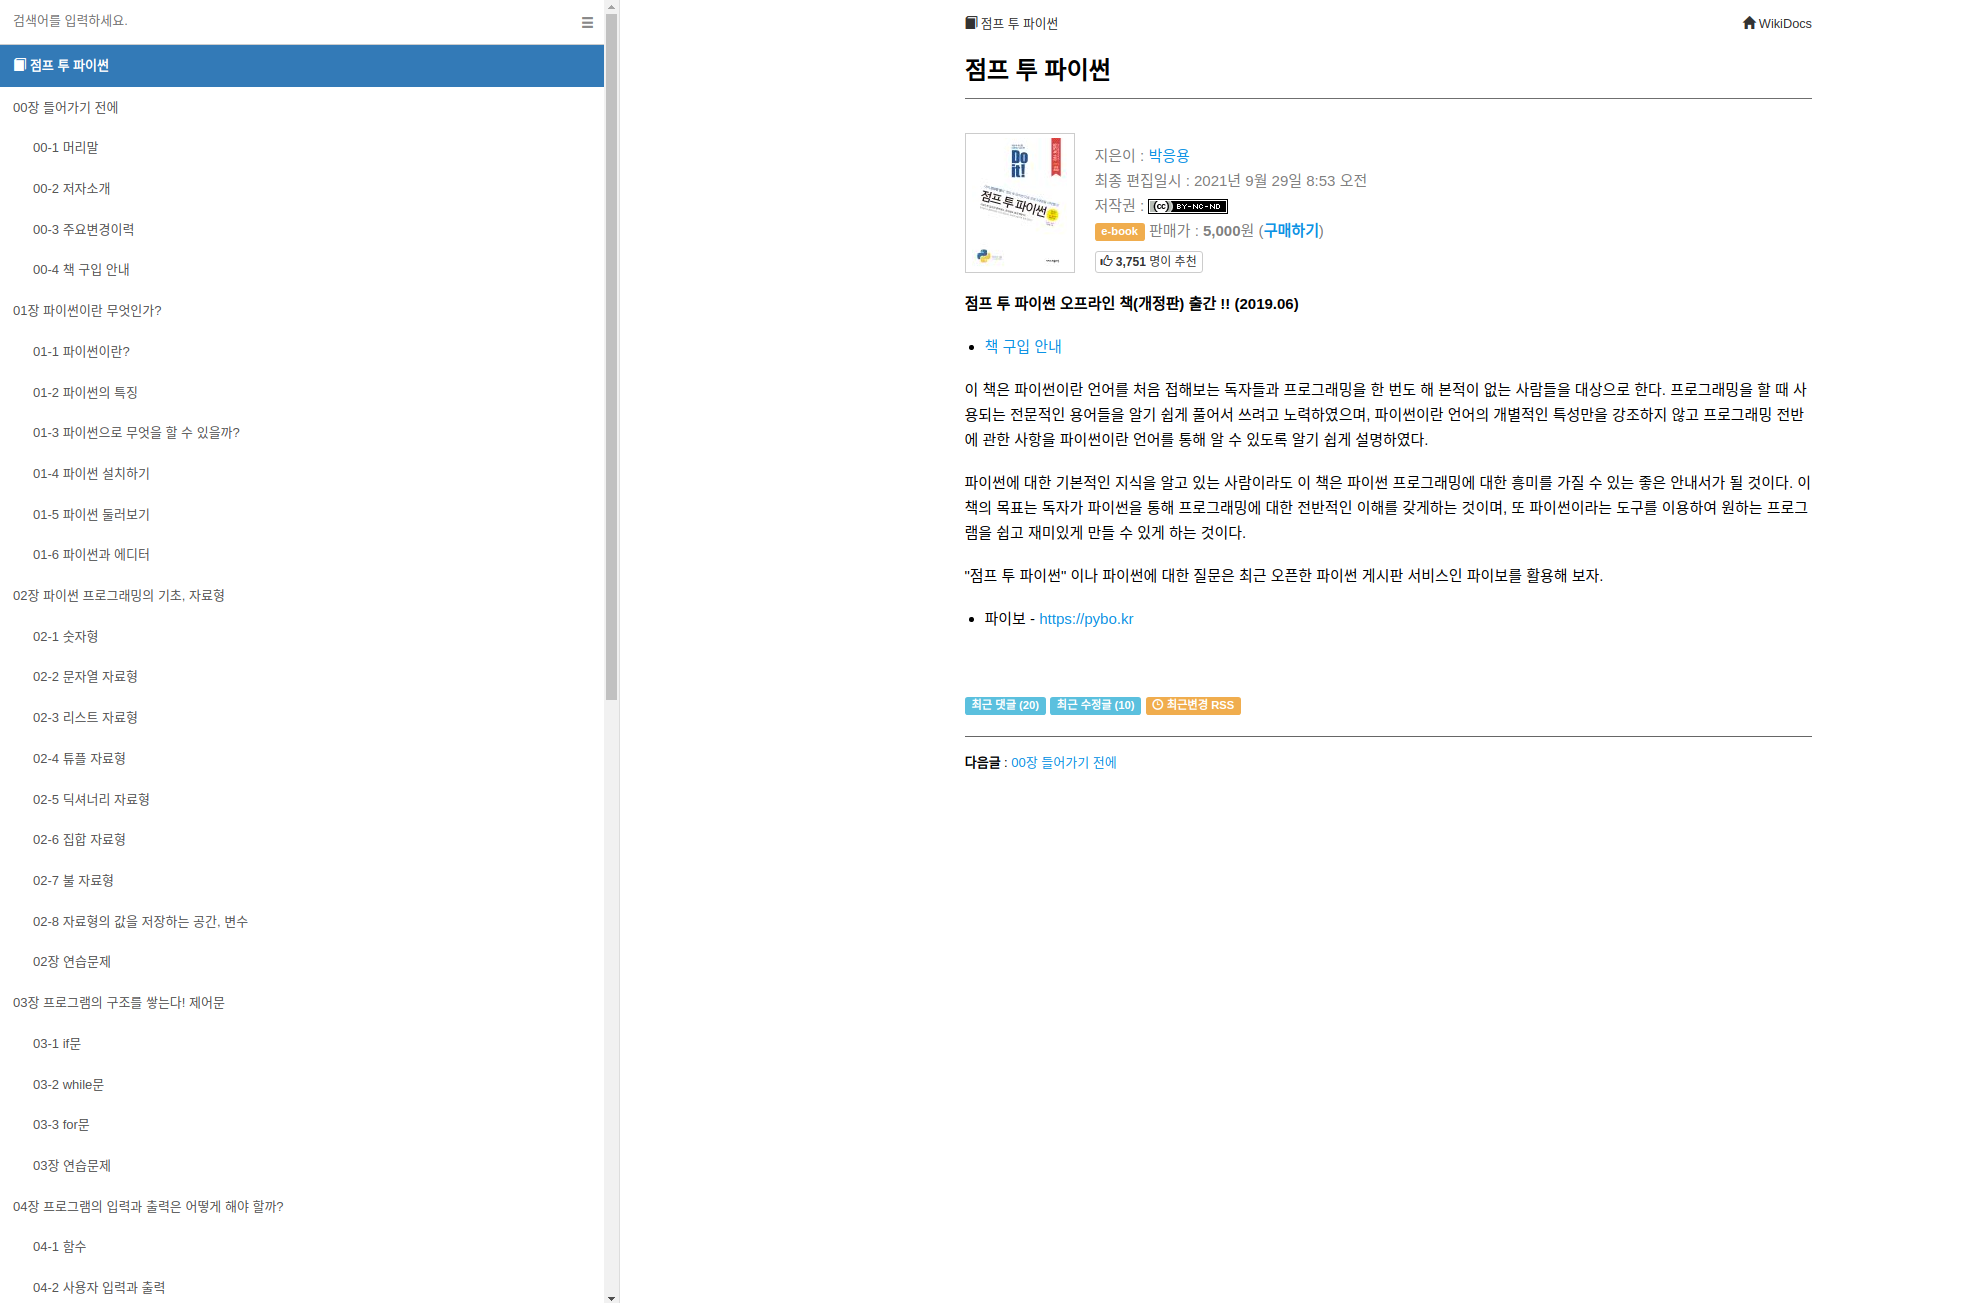 검색어를 입력하세요.
점프 투 파이썬
00장 들어가기 전에
00-1 머리말
00-2 저자소개
00-3 주요변경이력
00-4 책 구입 안내
01장 파이썬이란 무엇인가?
01-1 파이썬이란?
01-2 파이썬의 특징
01-3 파이썬으로 무엇을 할 수 있을까?
01-4 파이썬 설치하기
01-5 파이썬 둘러보기
01-6 파이썬과 에디터
02장 파이썬 프로그래밍의 기초, 자료형
02-1 숫자형
02-2 문자열 자료형
02-3 리스트 자료형
02-4 튜플 자료형
02-5 딕셔너리 자료형
02-6 집합 자료형
02-7 불 자료형
02-8 자료형의 값을 저장하는 공간, 변수
02장 연습문제
03장 프로그램의 구조를 쌓는다! 제어문
03-1 if문
03-2 while문
03-3 for문
03장 연습문제
04장 프로그램의 입력과 출력은 어떻게 해야 할까?
04-1 함수
04-2 사용자 입력과 출력
점프 투 파이썬
WikiDocs
점프 투 파이썬
Do
it!
점프 투 파이썬
지은이 : 박응용
최종 편집일시 : 2021년 9월 29일 8:53 오전
저작권 : (cc) BY-NC-ND
e-book 판매가 : 5,000원 (구매하기)
3,751 명이 추천
점프 투 파이썬 오프라인 책(개정판) 출간 !! (2019.06)
책 구입 안내
이 책은 파이썬이란 언어를 처음 접해보는 독자들과 프로그래밍을 한 번도 해 본적이 없는 사람들을 대상으로 한다. 프로그래밍을 할 때 사
용되는 전문적인 용어들을 알기 쉽게 풀어서 쓰려고 노력하였으며, 파이썬이란 언어의 개별적인 특성만을 강조하지 않고 프로그래밍 전반
에 관한 사항을 파이썬이란 언어를 통해 알 수 있도록 알기 쉽게 설명하였다.
파이썬에 대한 기본적인 지식을 알고 있는 사람이라도 이 책은 파이썬 프로그래밍에 대한 흥미를 가질 수 있는 좋은 안내서가 될 것이다. 이
책의 목표는 독자가 파이썬을 통해 프로그래밍에 대한 전반적인 이해를 갖게하는 것이며, 또 파이썬이라는 도구를 이용하여 원하는 프로그
램을 쉽고 재미있게 만들 수 있게 하는 것이다.
"점프 투 파이썬" 이나 파이썬에 대한 질문은 최근 오픈한 파이썬 게시판 서비스인 파이보를 활용해 보자.
파이보 - https://pybo.kr
최근 댓글 (20) 최근 수정글 (10) 최근변경 RSS
다음글 : 00장 들어가기 전에